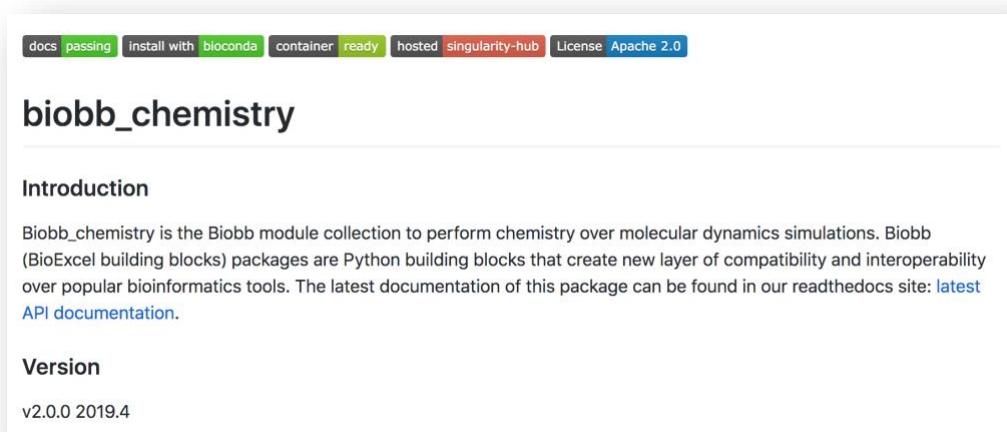 docs passing install with bioconda container ready hosted singularity-hub License Apache 2.0
biobb_chemistry
Introduction
Biobb_chemistry is the Biobb module collection to perform chemistry over molecular dynamics simulations. Biobb
(BioExcel building blocks) packages are Python building blocks that create new layer of compatibility and interoperability
over popular bioinformatics tools. The latest documentation of this package can be found in our readthedocs site: latest
API documentation.
Version
v2.0.0 2019.4